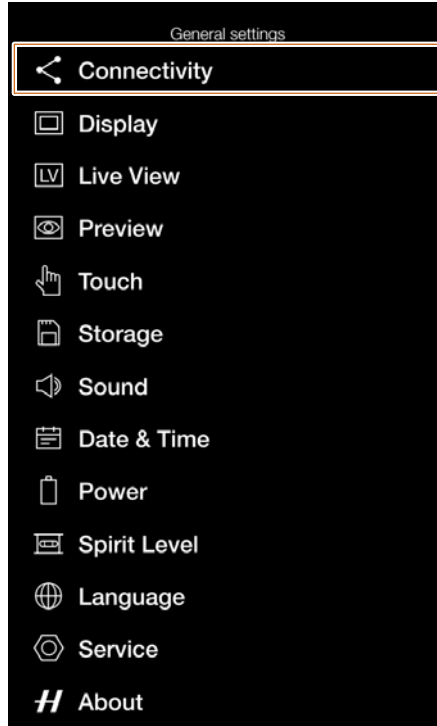 General settings
Connectivity
Display
LV Live View
Preview
Touch
Storage
Sound
Date & Time
Power
Spirit Level
Language
Service
H About